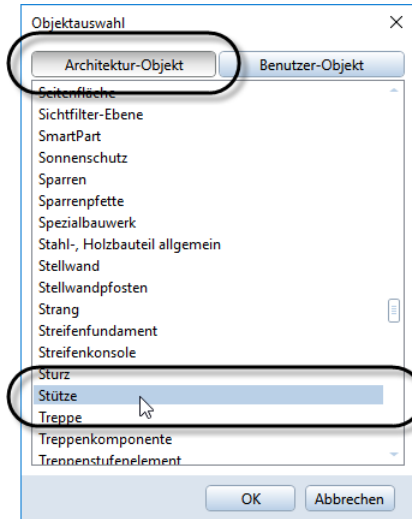 Objektauswahl
Architektur-Objekt
Benutzer-Objekt
Seitenfläche
Sichtfilter-Ebene
SmartPart
Sonnenschutz
Sparren
Sparrenpfette
Spezialbauwerk
Stahl-, Holzbauteil allgemein
Stellwand
Stellwandpfosten
Strang
Streifenfundament
Streifenkonsole
Sturz
Stütze
Treppe
Treppenkomponente
Treppenstufenelement
OK
Abbrechen